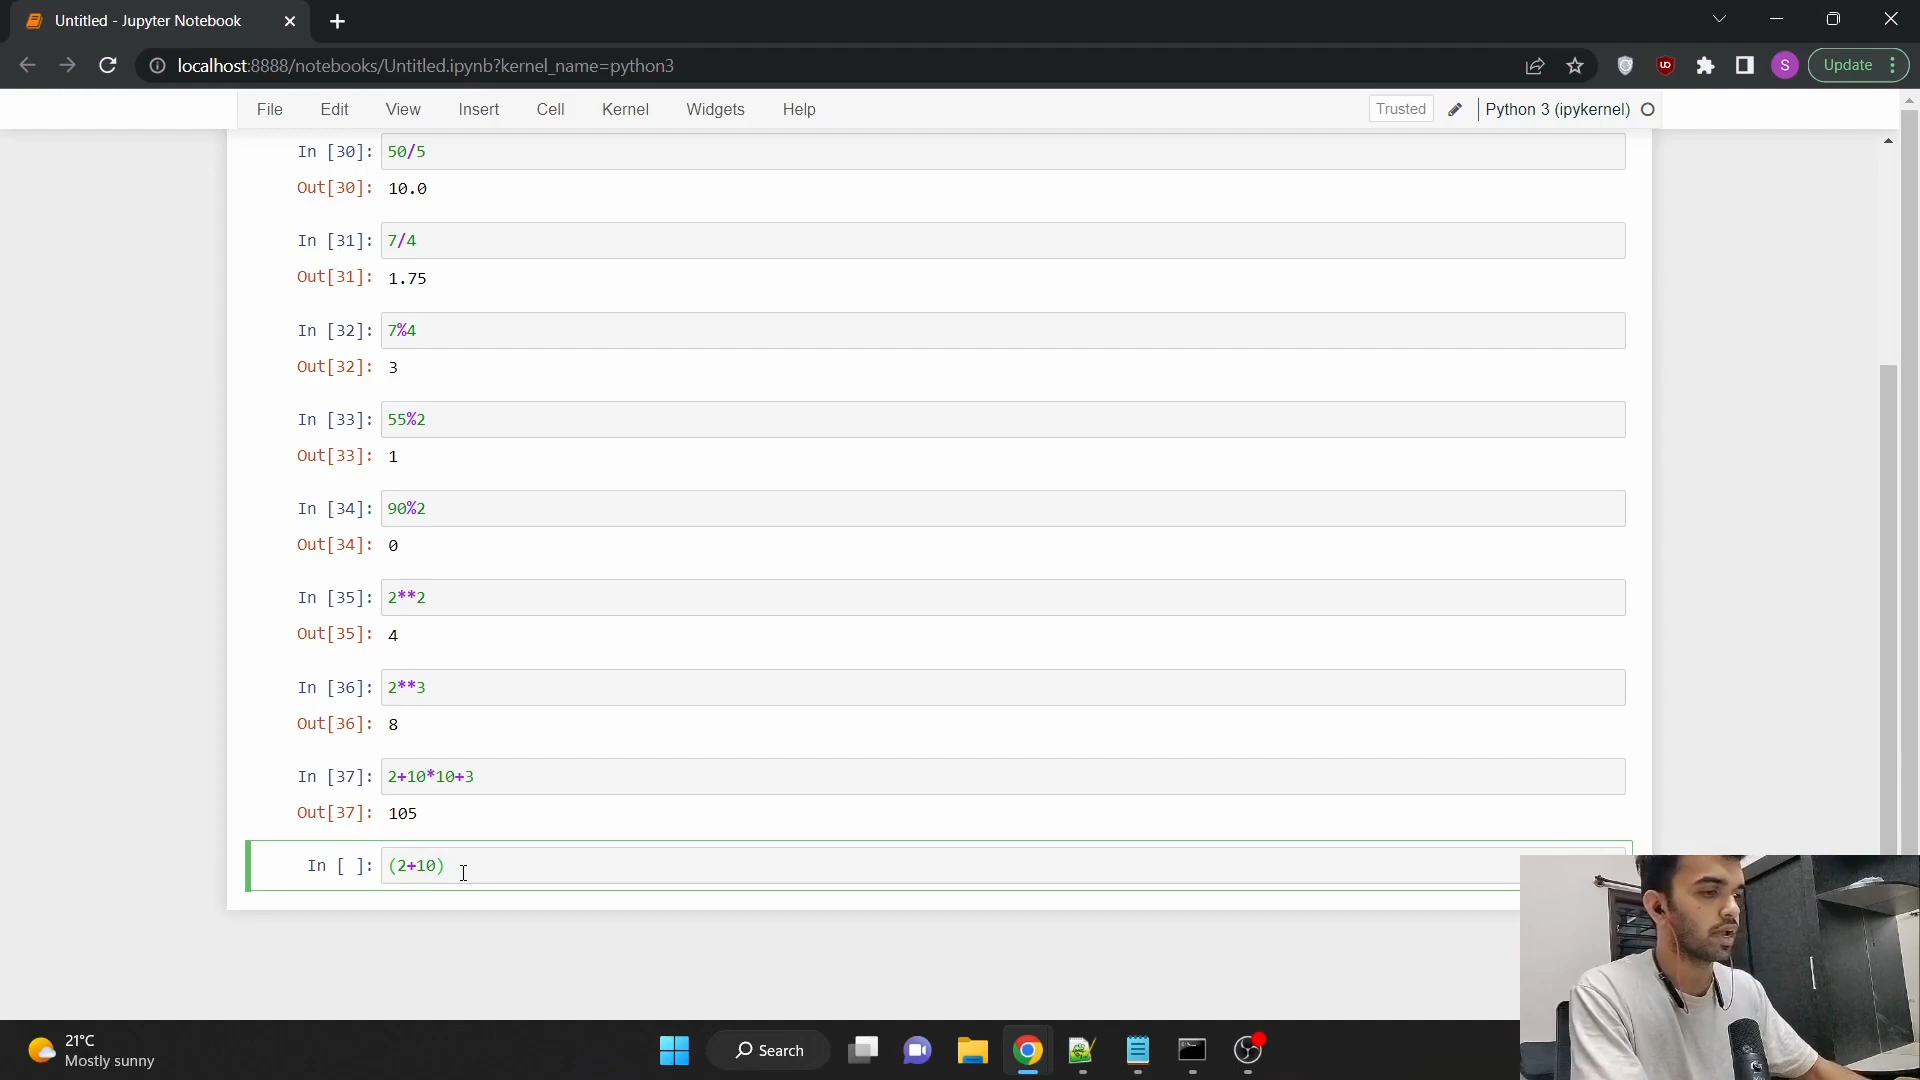 Untitled - Jupyter Notebook
localhost:8888/notebooks/Untitled.ipynb?kernel_name=python3
S
Update
File Edit View Insert Cell Kernel Widgets Help
Trusted
Python 3 (ipykernel)
In [30]: 50/5
Out[30]: 10.0
In [31]: 7/4
Out[31]: 1.75
In [32]: 7%4
Out[32]: 3
In [33]: 55%2
Out[33]: 1
In [34]: 90%2
Out[34]: 0
In [35]: 2**2
Out[35]: 4
In [36]: 2**3
Out[36]: 8
In [37]: 2+10*10+3
Out[37]: 105
In [ ]: (2+10)
21°C
Mostly sunny
Search